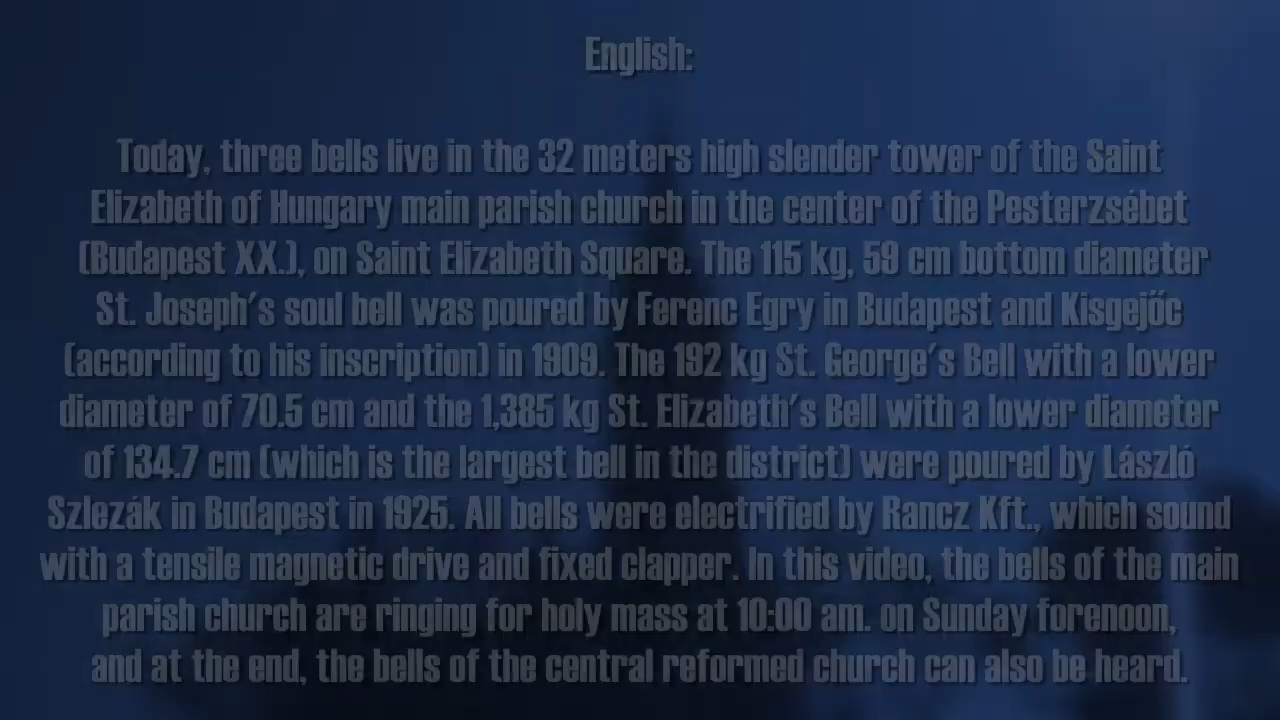 English:
Today, three bells live in the 32 meters high slender tower of the Saint
Elizabeth of Hungary main parish church in the center of the Pesterzsébet
(Budapest XX.), on Saint Elizabeth Square. The 115 kg, 59 cm bottom diameter
St. Joseph's soul bell was poured by Ferenc Egry in Budapest and Kisgejőc
(according to his inscription) in 1909. The 192 kg St. George's Bell with a lower
diameter of 70.5 cm and the 1,385 kg St. Elizabeth's Bell with a lower diameter
of 134.7 cm (which is the largest bell in the district) were poured by László
Szlezák in Budapest in 1925. All bells were electrified by Rancz Kft., which sound
with a tensile magnetic drive and fixed clapper. In this video, the bells of the main
parish church are ringing for holy mass at 10:00 am. on Sunday forenoon,
and at the end, the bells of the central reformed church can also be heard.